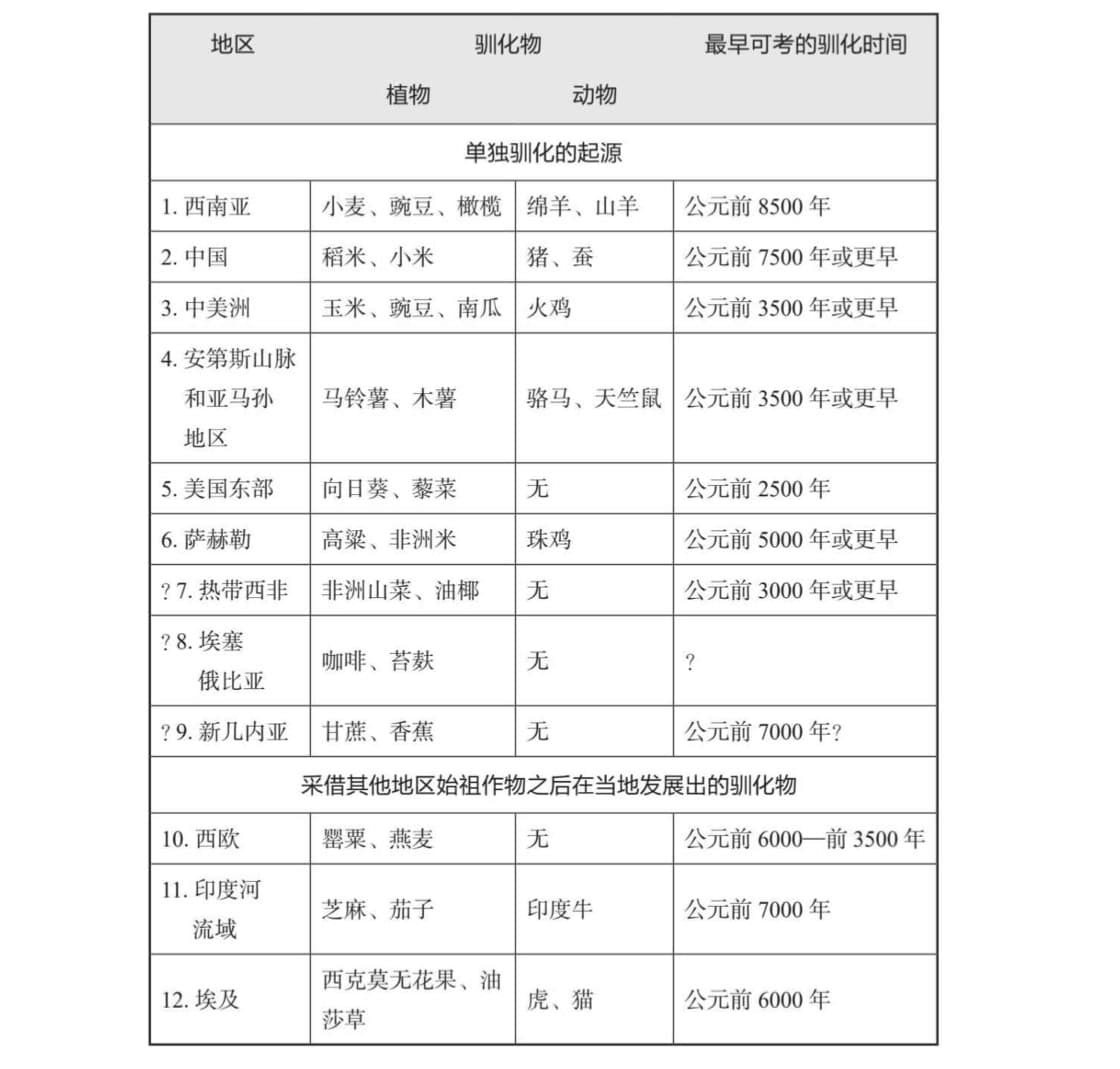 地区 驯化物 最早可考的驯化时间
植物 动物
单独驯化的起源
1. 西南亚 小麦、豌豆、橄榄 绵羊、山羊 公元前 8500 年
2. 中国 稻米、小米 猪、蚕 公元前 7500 年或更早
3. 中美洲 玉米、豌豆、南瓜 火鸡 公元前 3500 年或更早
4. 安第斯山脉
和亚马孙 马铃薯、木薯 骆马、天竺鼠 公元前 3500 年或更早
地区
5. 美国东部 向日葵、藜菜 无 公元前 2500 年
6. 萨赫勒 高粱、非洲米 珠鸡 公元前 5000 年或更早
? 7. 热带西非 非洲山菜、油椰 无 公元前 3000 年或更早
? 8. 埃塞
俄比亚 咖啡、苔麸 无 ?
? 9. 新几内亚 甘蔗、香蕉 无 公元前 7000 年?
采借其他地区始祖作物之后在当地发展出的驯化物
10. 西欧 罂粟、燕麦 无 公元前 6000—前 3500 年
11. 印度河
流域 芝麻、茄子 印度牛 公元前 7000 年
12. 埃及 西克莫无花果、油
莎草 虎、猫 公元前 6000 年